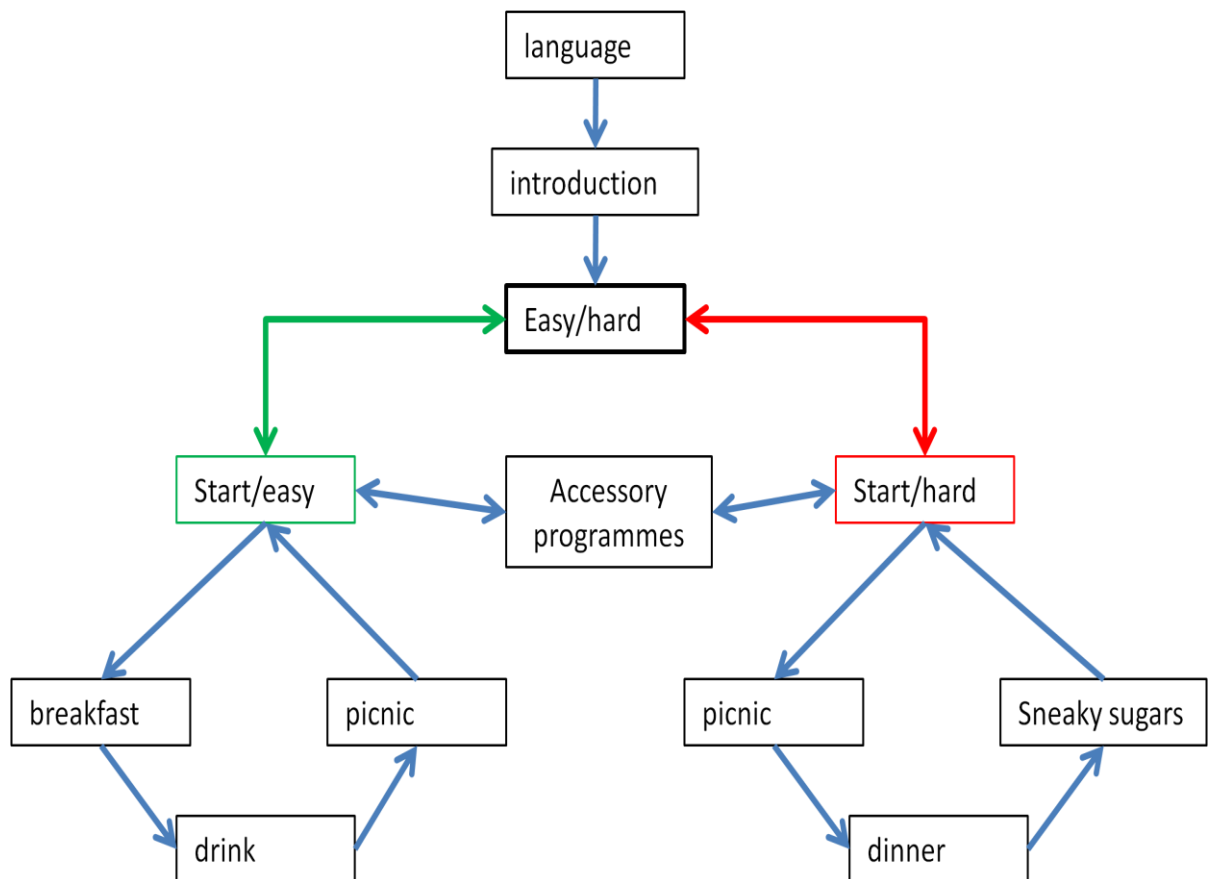 language
introduction
Easy/hard
Start/easy
Accessory
programmes
Start/hard
breakfast
picnic
picnic
Sneaky sugars
drink
dinner